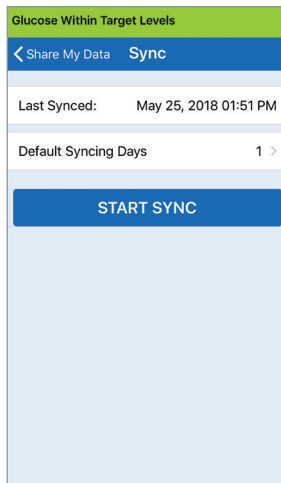 Glucose Within Target Levels
Share My Data Sync
Last Synced: May 25, 2018 01:51 PM
Default Syncing Days 1
START SYNC